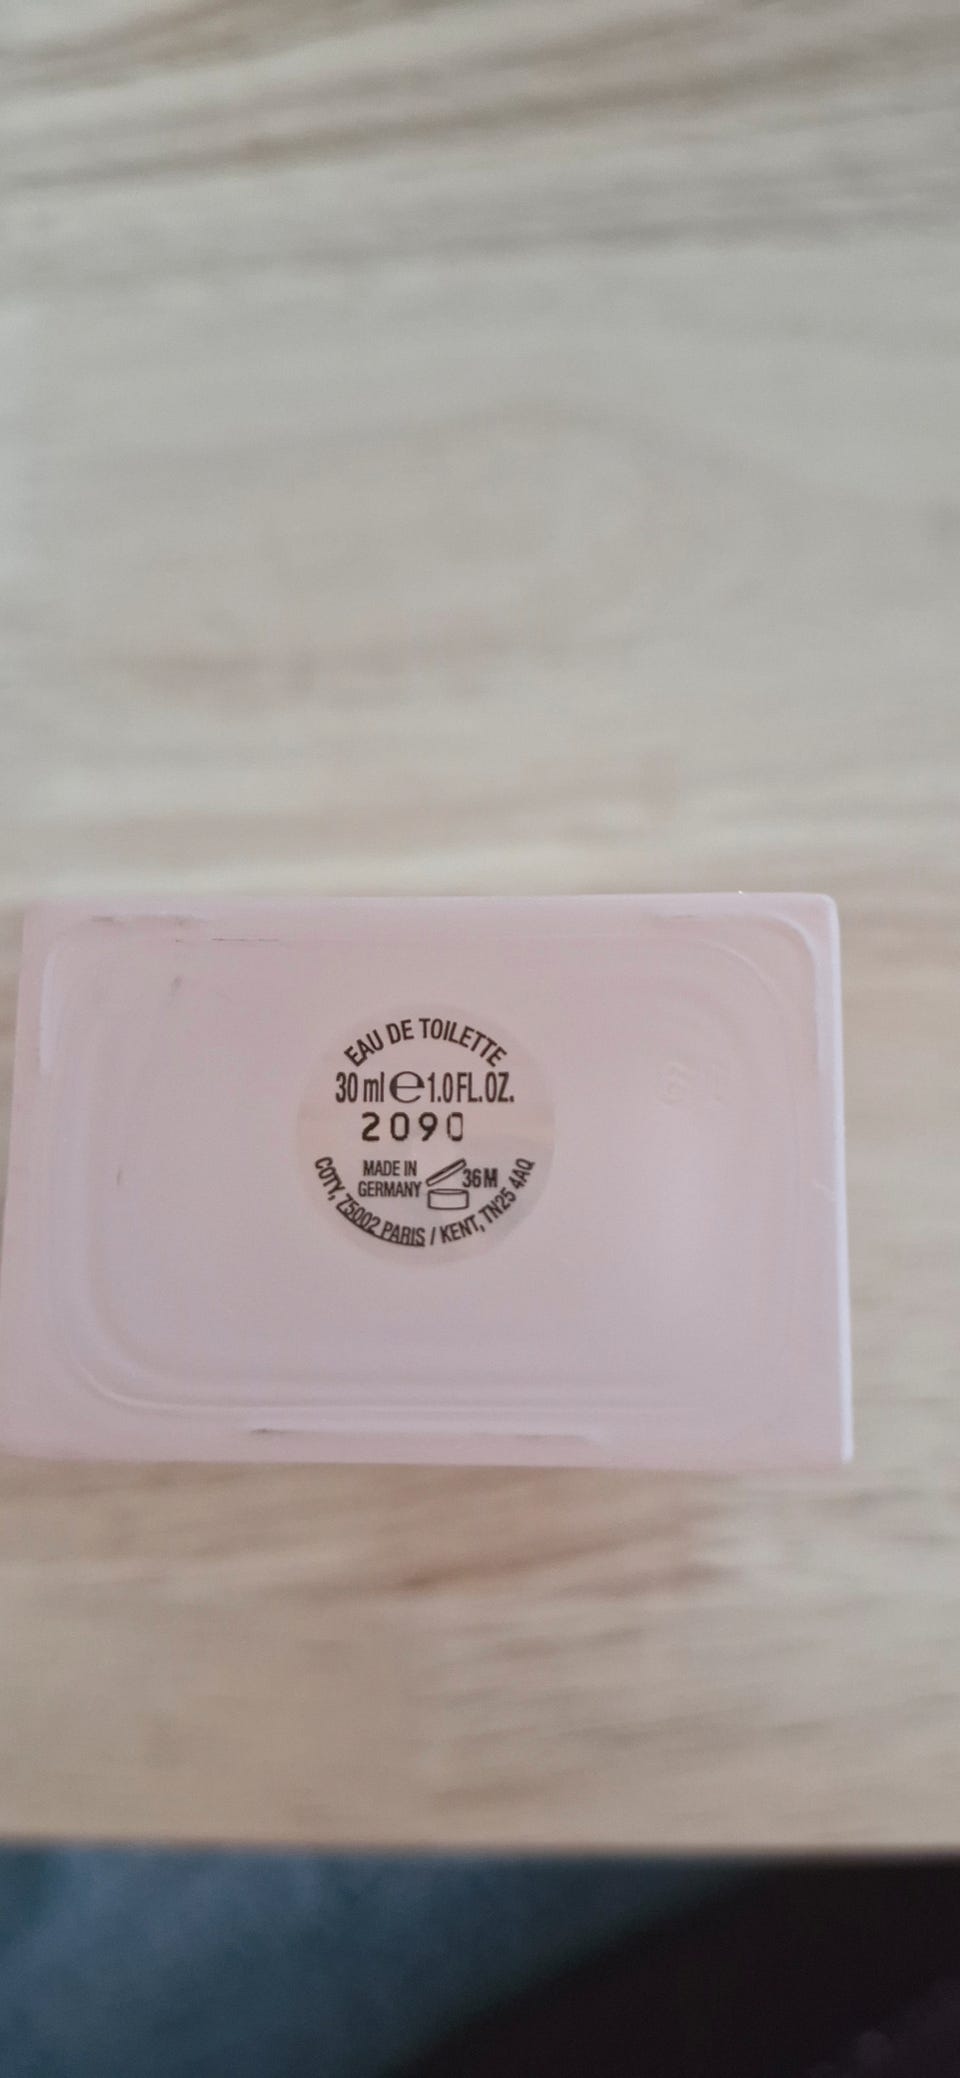 EAU DE TOILETTE
30 ml e 1.0 FL.OZ.
2090
MADE IN
GERMANY
36 M
COTY, 75002 PARIS / KENT, TN25 4AQ